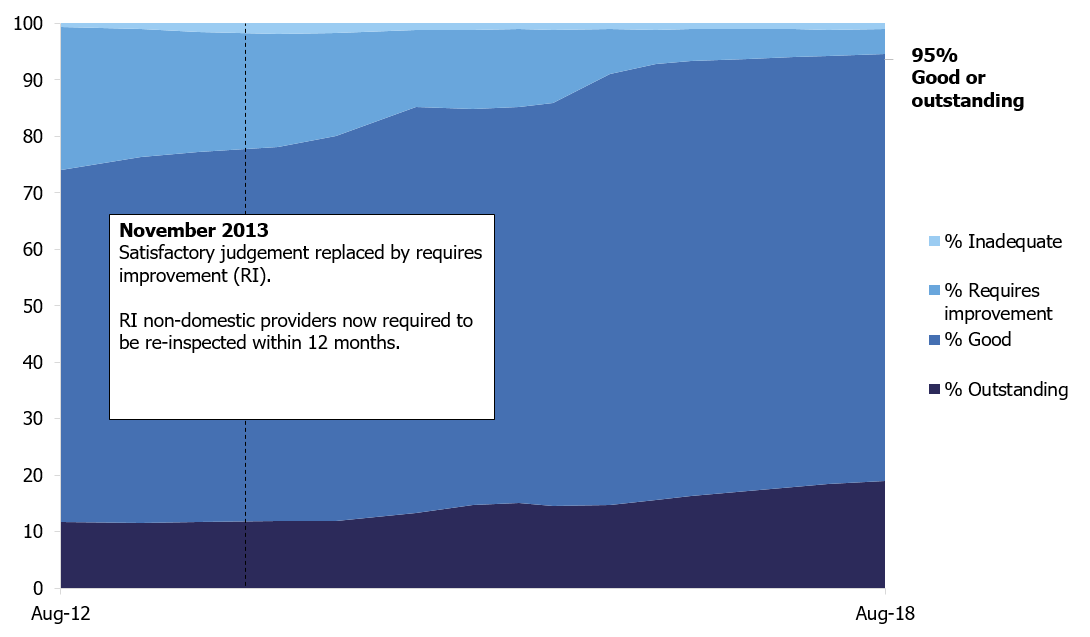 100
90
80
70
60
50
40
30
20
10
0
Aug-12
Aug-18
November 2013
Satisfactory judgement replaced by requires
improvement (RI).
RI non-domestic providers now required to
be re-inspected within 12 months.
95%
Good or
outstanding
% Inadequate
% Requires
improvement
% Good
% Outstanding